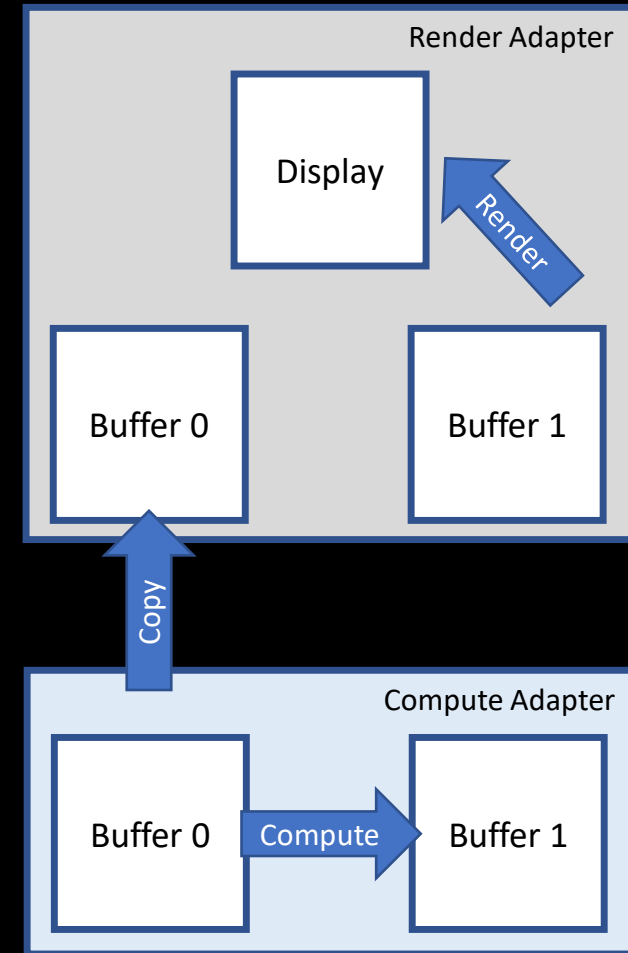 Render Adapter
Display
Render
Buffer 0
Buffer 1
Copy
Compute Adapter
Buffer 0
Compute
Buffer 1